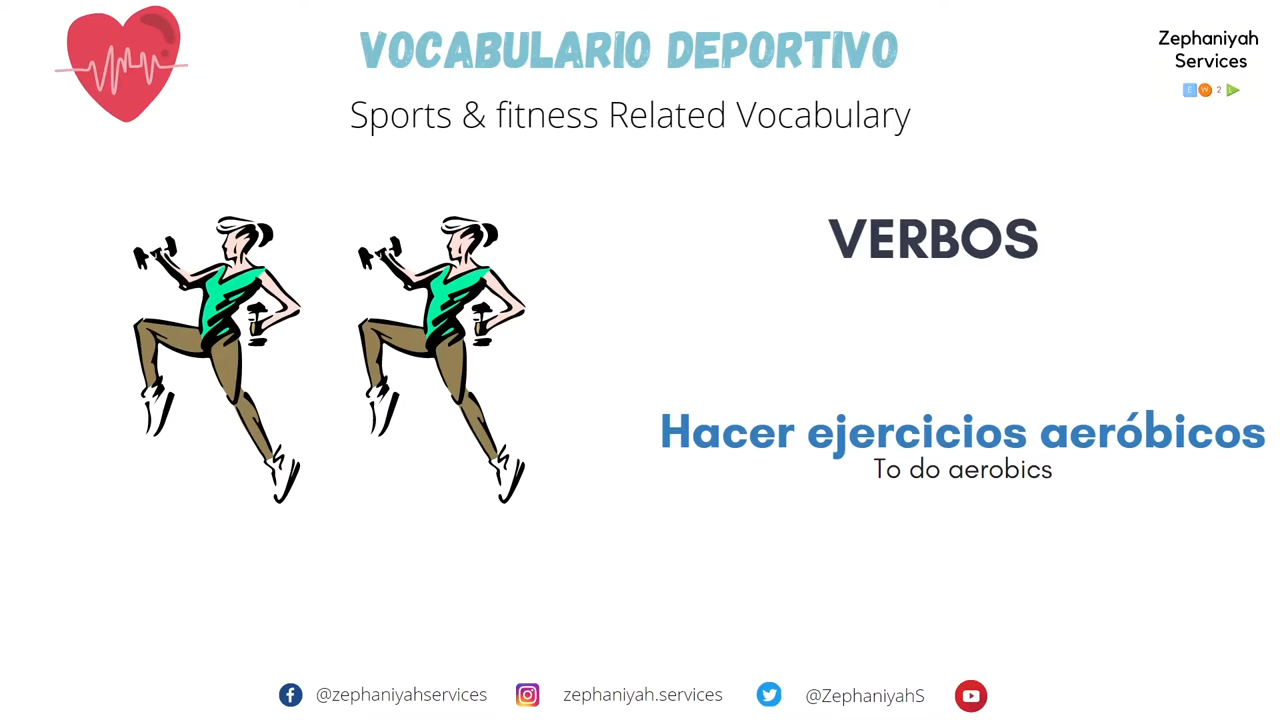 VOCABULARIO DEPORTIVO
Sports & fitness Related Vocabulary
Zephaniyah
Services
E W 2 L
VERBOS
Hacer ejercicios aeróbicos
To do aerobics
@zephaniyahservices zephaniyah.services @ZephaniyahS